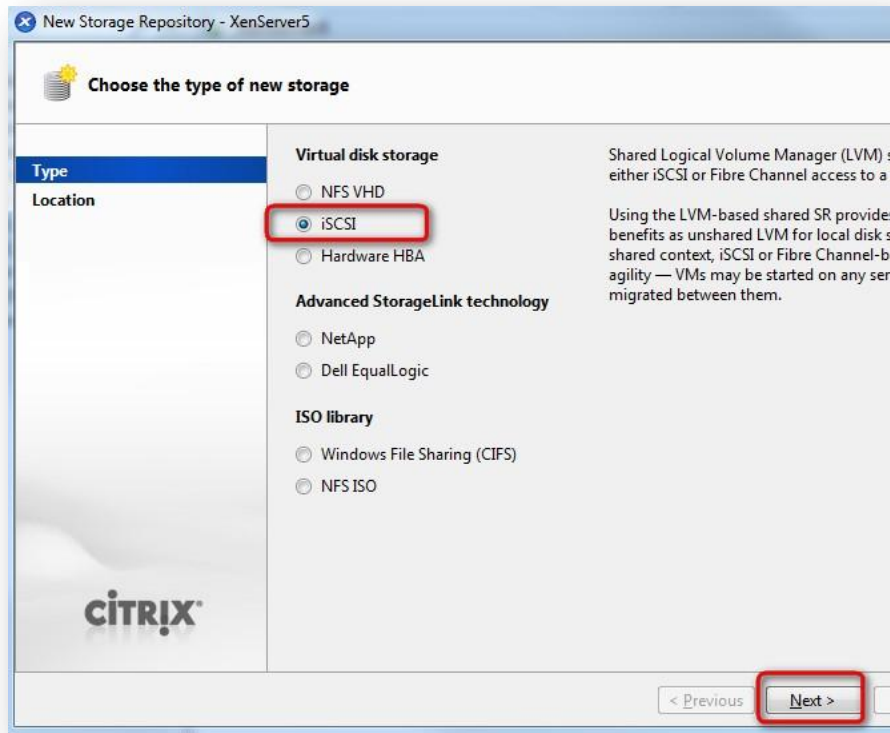 New Storage Repository - XenServer5
Choose the type of new storage
Type
Location
Virtual disk storage
NFS VHD
iSCSI
Hardware HBA
Advanced StorageLink technology
NetApp
Dell EqualLogic
ISO library
Windows File Sharing (CIFS)
NFS ISO
Shared Logical Volume Manager (LVM)
either iSCSI or Fibre Channel access to a
Using the LVM-based shared SR provides
benefits as unshared LVM for local disk
shared context, iSCSI or Fibre
agility — VMs may be started on any
migrated between them.
CITRIX
< Previous
Next >